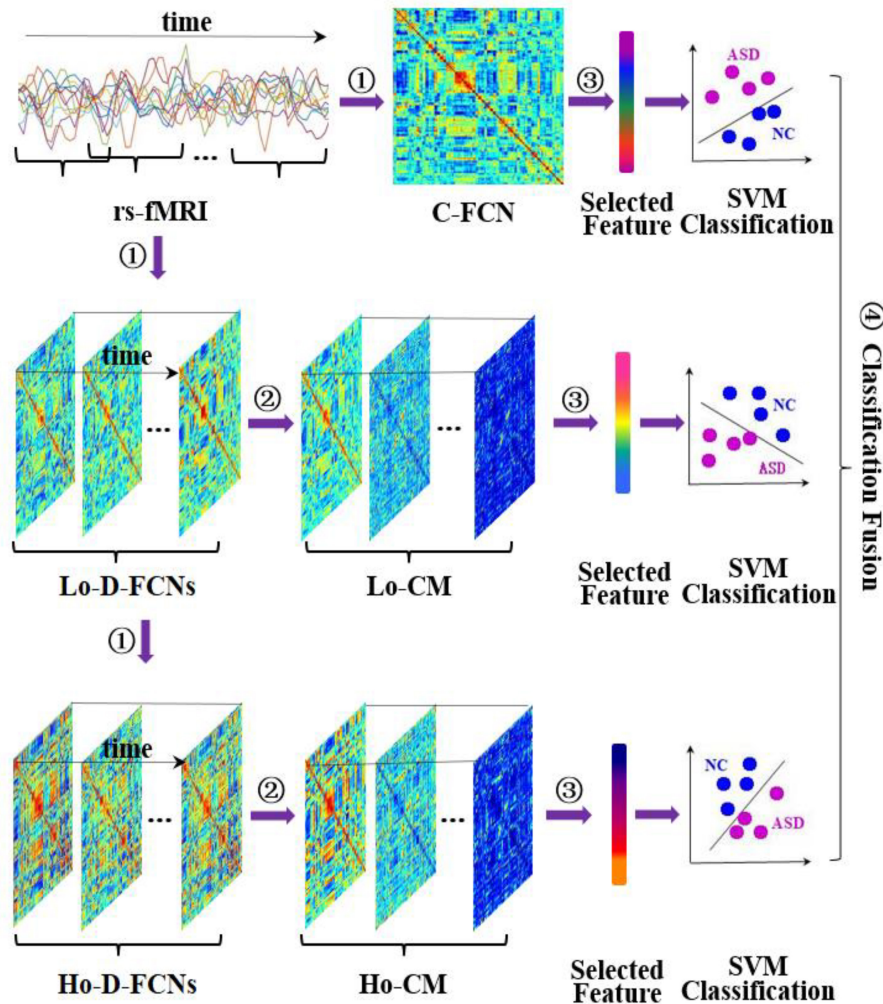 time
①
③
ASD
NC
...
rs-fMRI
C-FCN
Selected
Feature
SVM
Classification
①
time
...
②
...
③
NC
ASD
Lo-D-FCNs
Lo-CM
Selected
Feature
SVM
Classification
①
time
...
②
...
③
NC
ASD
Ho-D-FCNs
Ho-CM
Selected
Feature
SVM
Classification
④ Classification Fusion